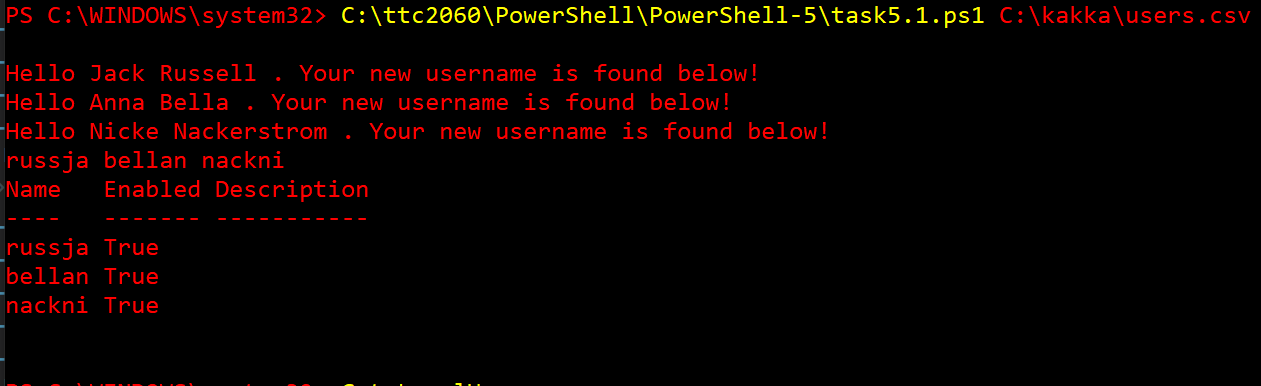 PS C:\WINDOWS\system32> C:\ttc2060\PowerShell\PowerShell-5\task5.1.ps1 C:\kakka\users.csv
Hello Jack Russell . Your new username is found below!
Hello Anna Bella . Your new username is found below!
Hello Nicke Nackerstrom . Your new username is found below!
russja bellan nackni
Name   Enabled Description
----   ------- -----------
russja True
bellan True
nackni True